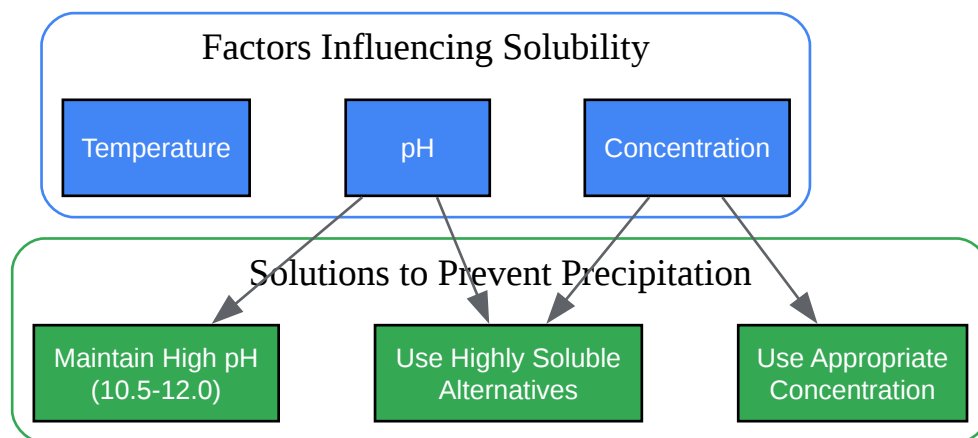 Factors Influencing Solubility
Temperature
pH
Concentration
Solutions to Prevent Precipitation
Maintain High pH
(10.5-12.0)
Use Highly Soluble
Alternatives
Use Appropriate
Concentration